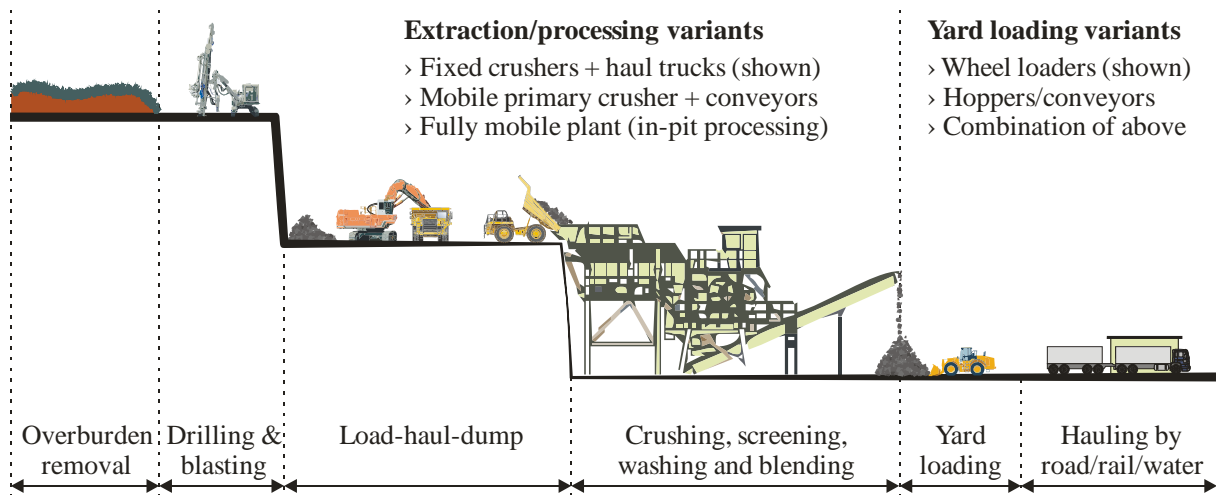 Extraction/processing variants
› Fixed crushers + haul trucks (shown)
› Mobile primary crusher + conveyors
› Fully mobile plant (in-pit processing)
Yard loading variants
› Wheel loaders (shown)
› Hoppers/conveyors
› Combination of above
Overburden
removal
Drilling &
blasting
Load-haul-dump
Crushing, screening,
washing and blending
Yard
loading
Hauling by
road/rail/water